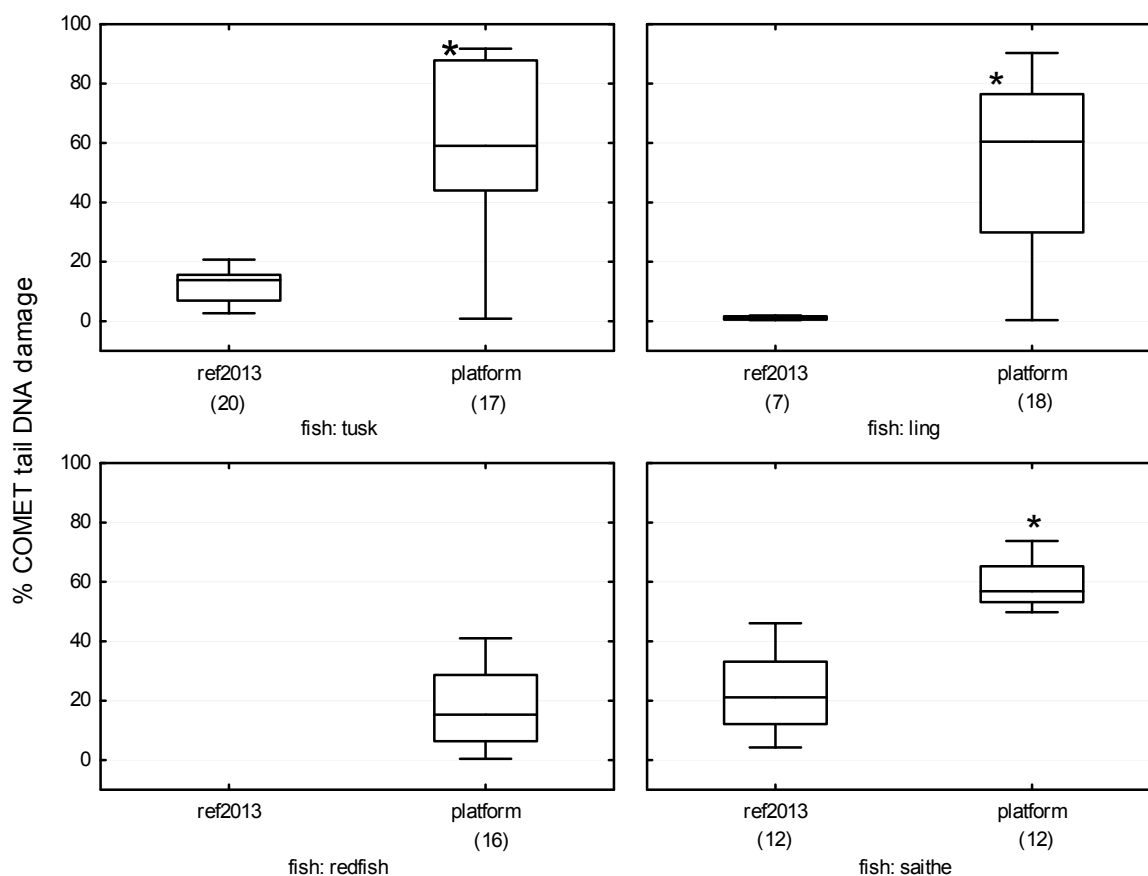 % COMET tail DNA damage
100
80
60
40
20
0
*
*
ref2013 platform
(20) (17)
fish: tusk
ref2013 platform
(7) (18)
fish: ling
100
80
60
40
20
0
*
ref2013 platform
(16)
fish: redfish
ref2013 platform
(12) (12)
fish: saithe